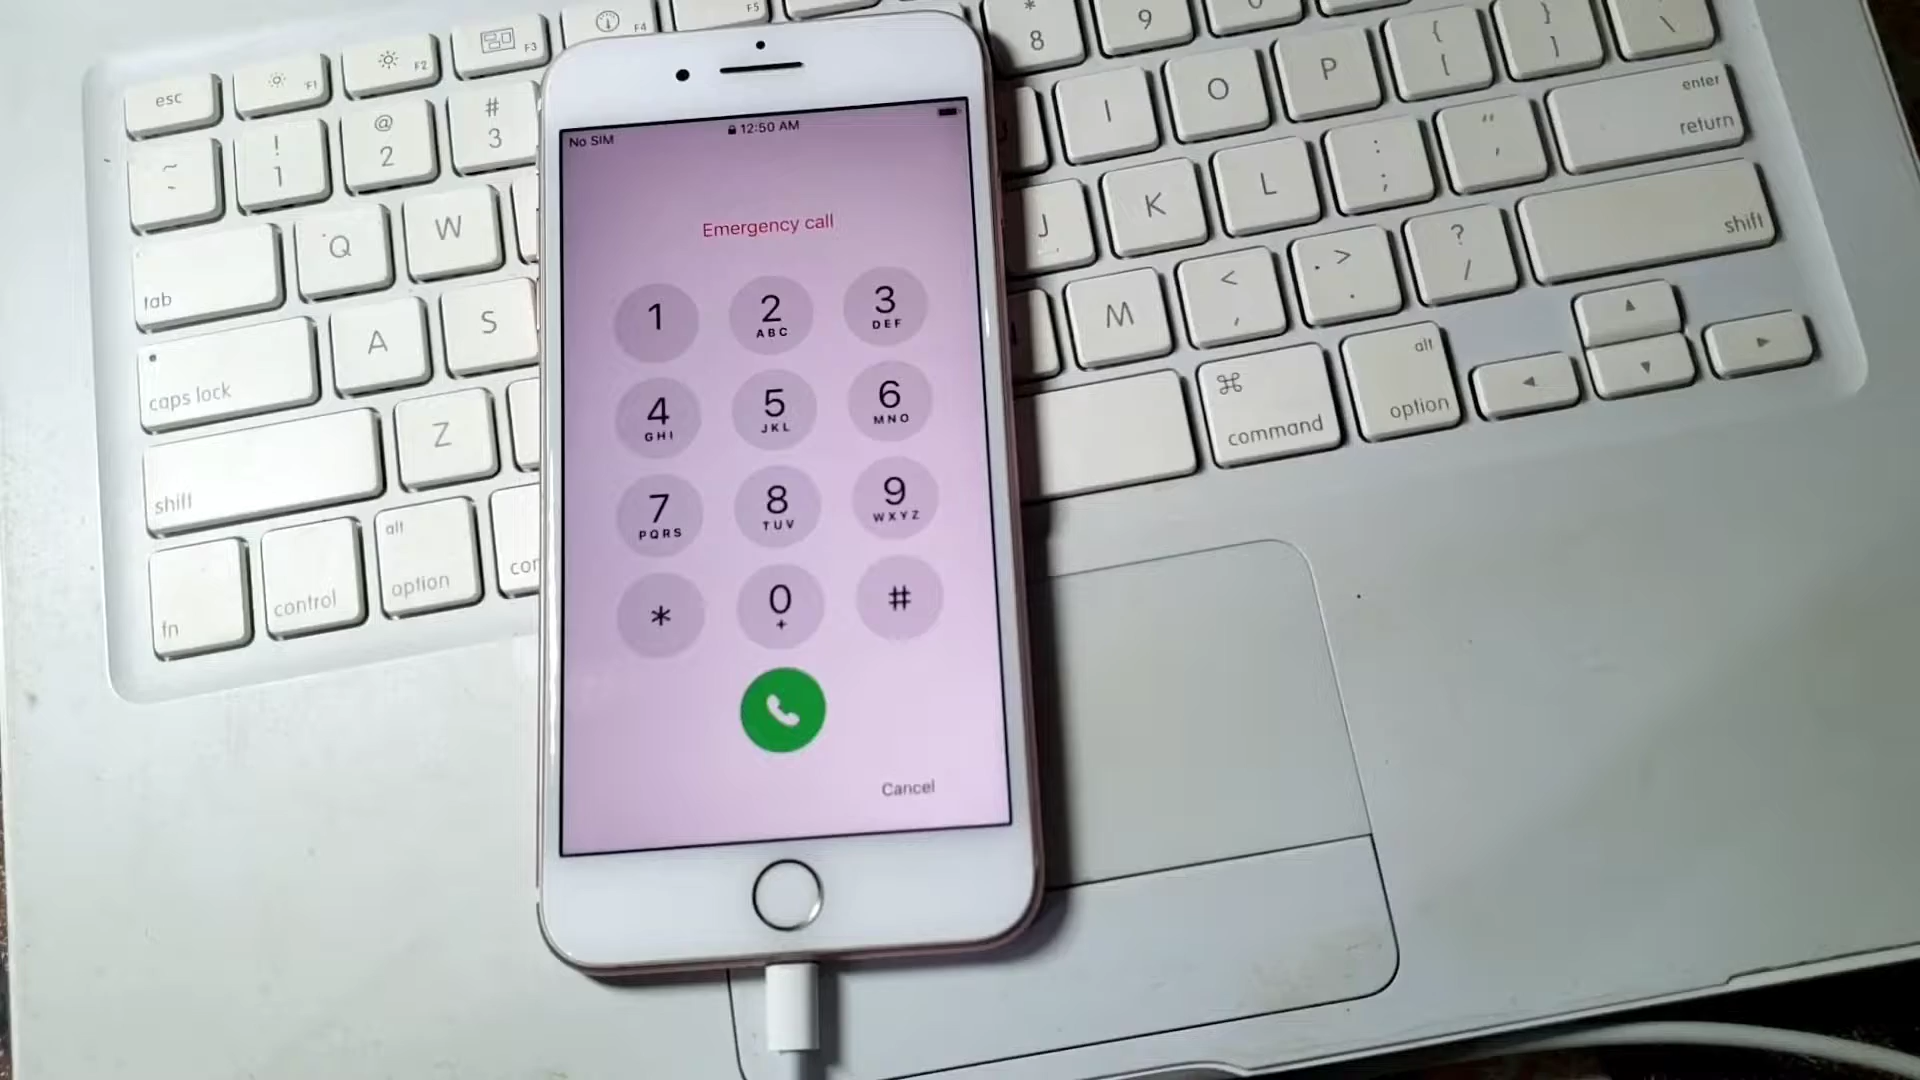 esc
F1
F2
F3
F4
F5
*
8
9
{
[
}
]
\
~
`
!
1
@
2
#
3
I
O
P
enter
return
tab
Q
W
J
K
L
:
;
"
'
caps lock
A
S
M
<
,
>
.
?
/
shift
shift
Z
alt
option
command
fn
control
alt
option
No SIM
12:50 AM
Emergency call
1
2
ABC
3
DEF
4
GHI
5
JKL
6
MNO
7
PQRS
8
TUV
9
WXYZ
*
0
+
#
Cancel